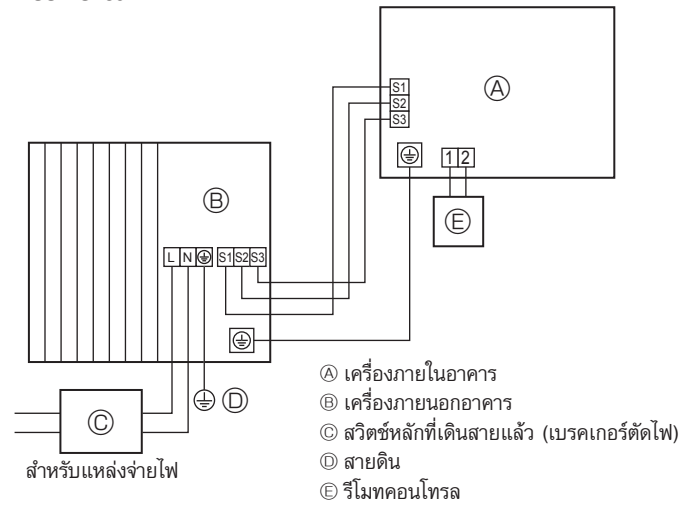 S1
S2
S3
Ⓐ
1 2
Ⓔ
Ⓑ
L N S1 S2 S3
Ⓓ
Ⓒ
สำหรับแหล่งจ่ายไฟ
Ⓐ เครื่องภายในอาคาร
Ⓑ เครื่องภายนอกอาคาร
Ⓒ สวิตช์หลักที่เดินสายแล้ว (เบรคเกอร์ตัดไฟ)
Ⓓ สายดิน
Ⓔ รีโมทคอนโทรล